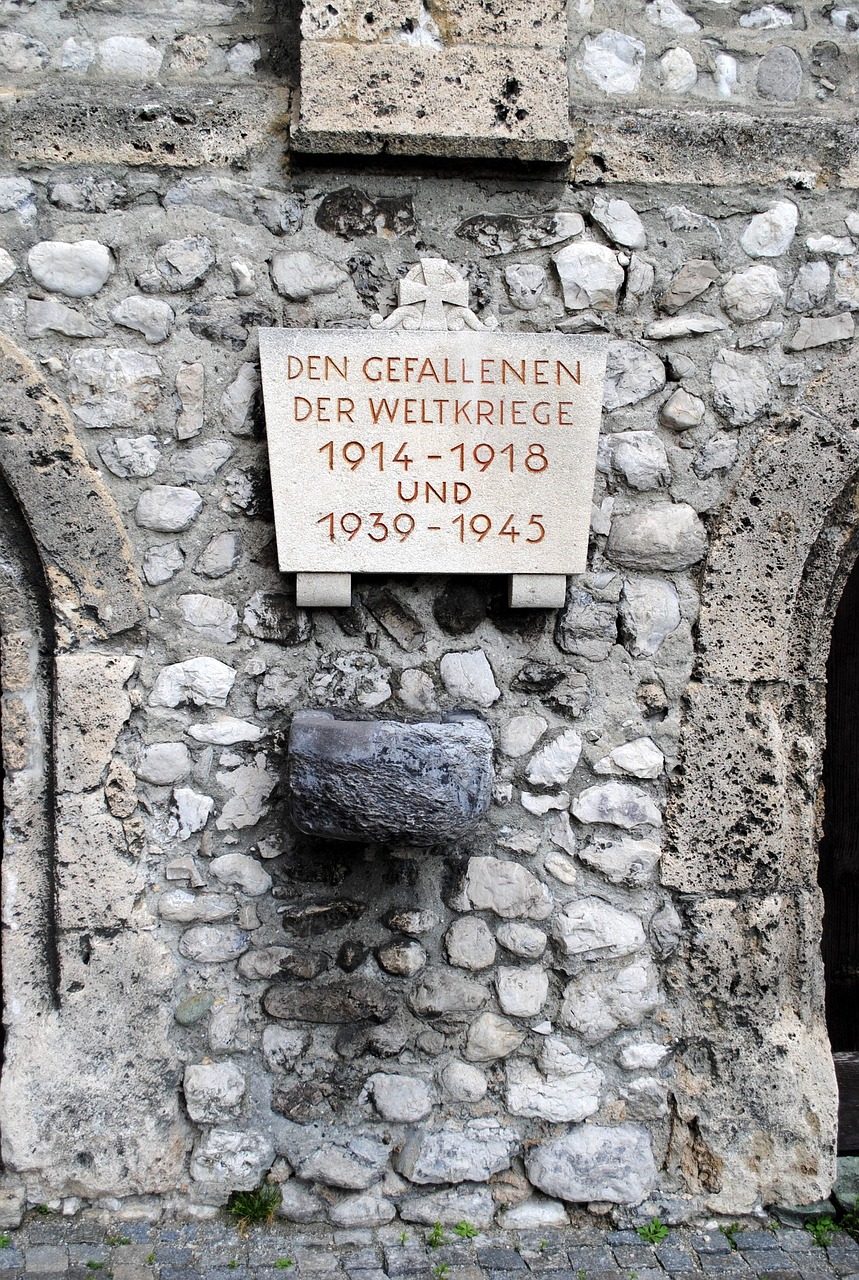 DEN GEFALLENEN
DER WELTKRIEGE
1914-1918
UND
1939-1945